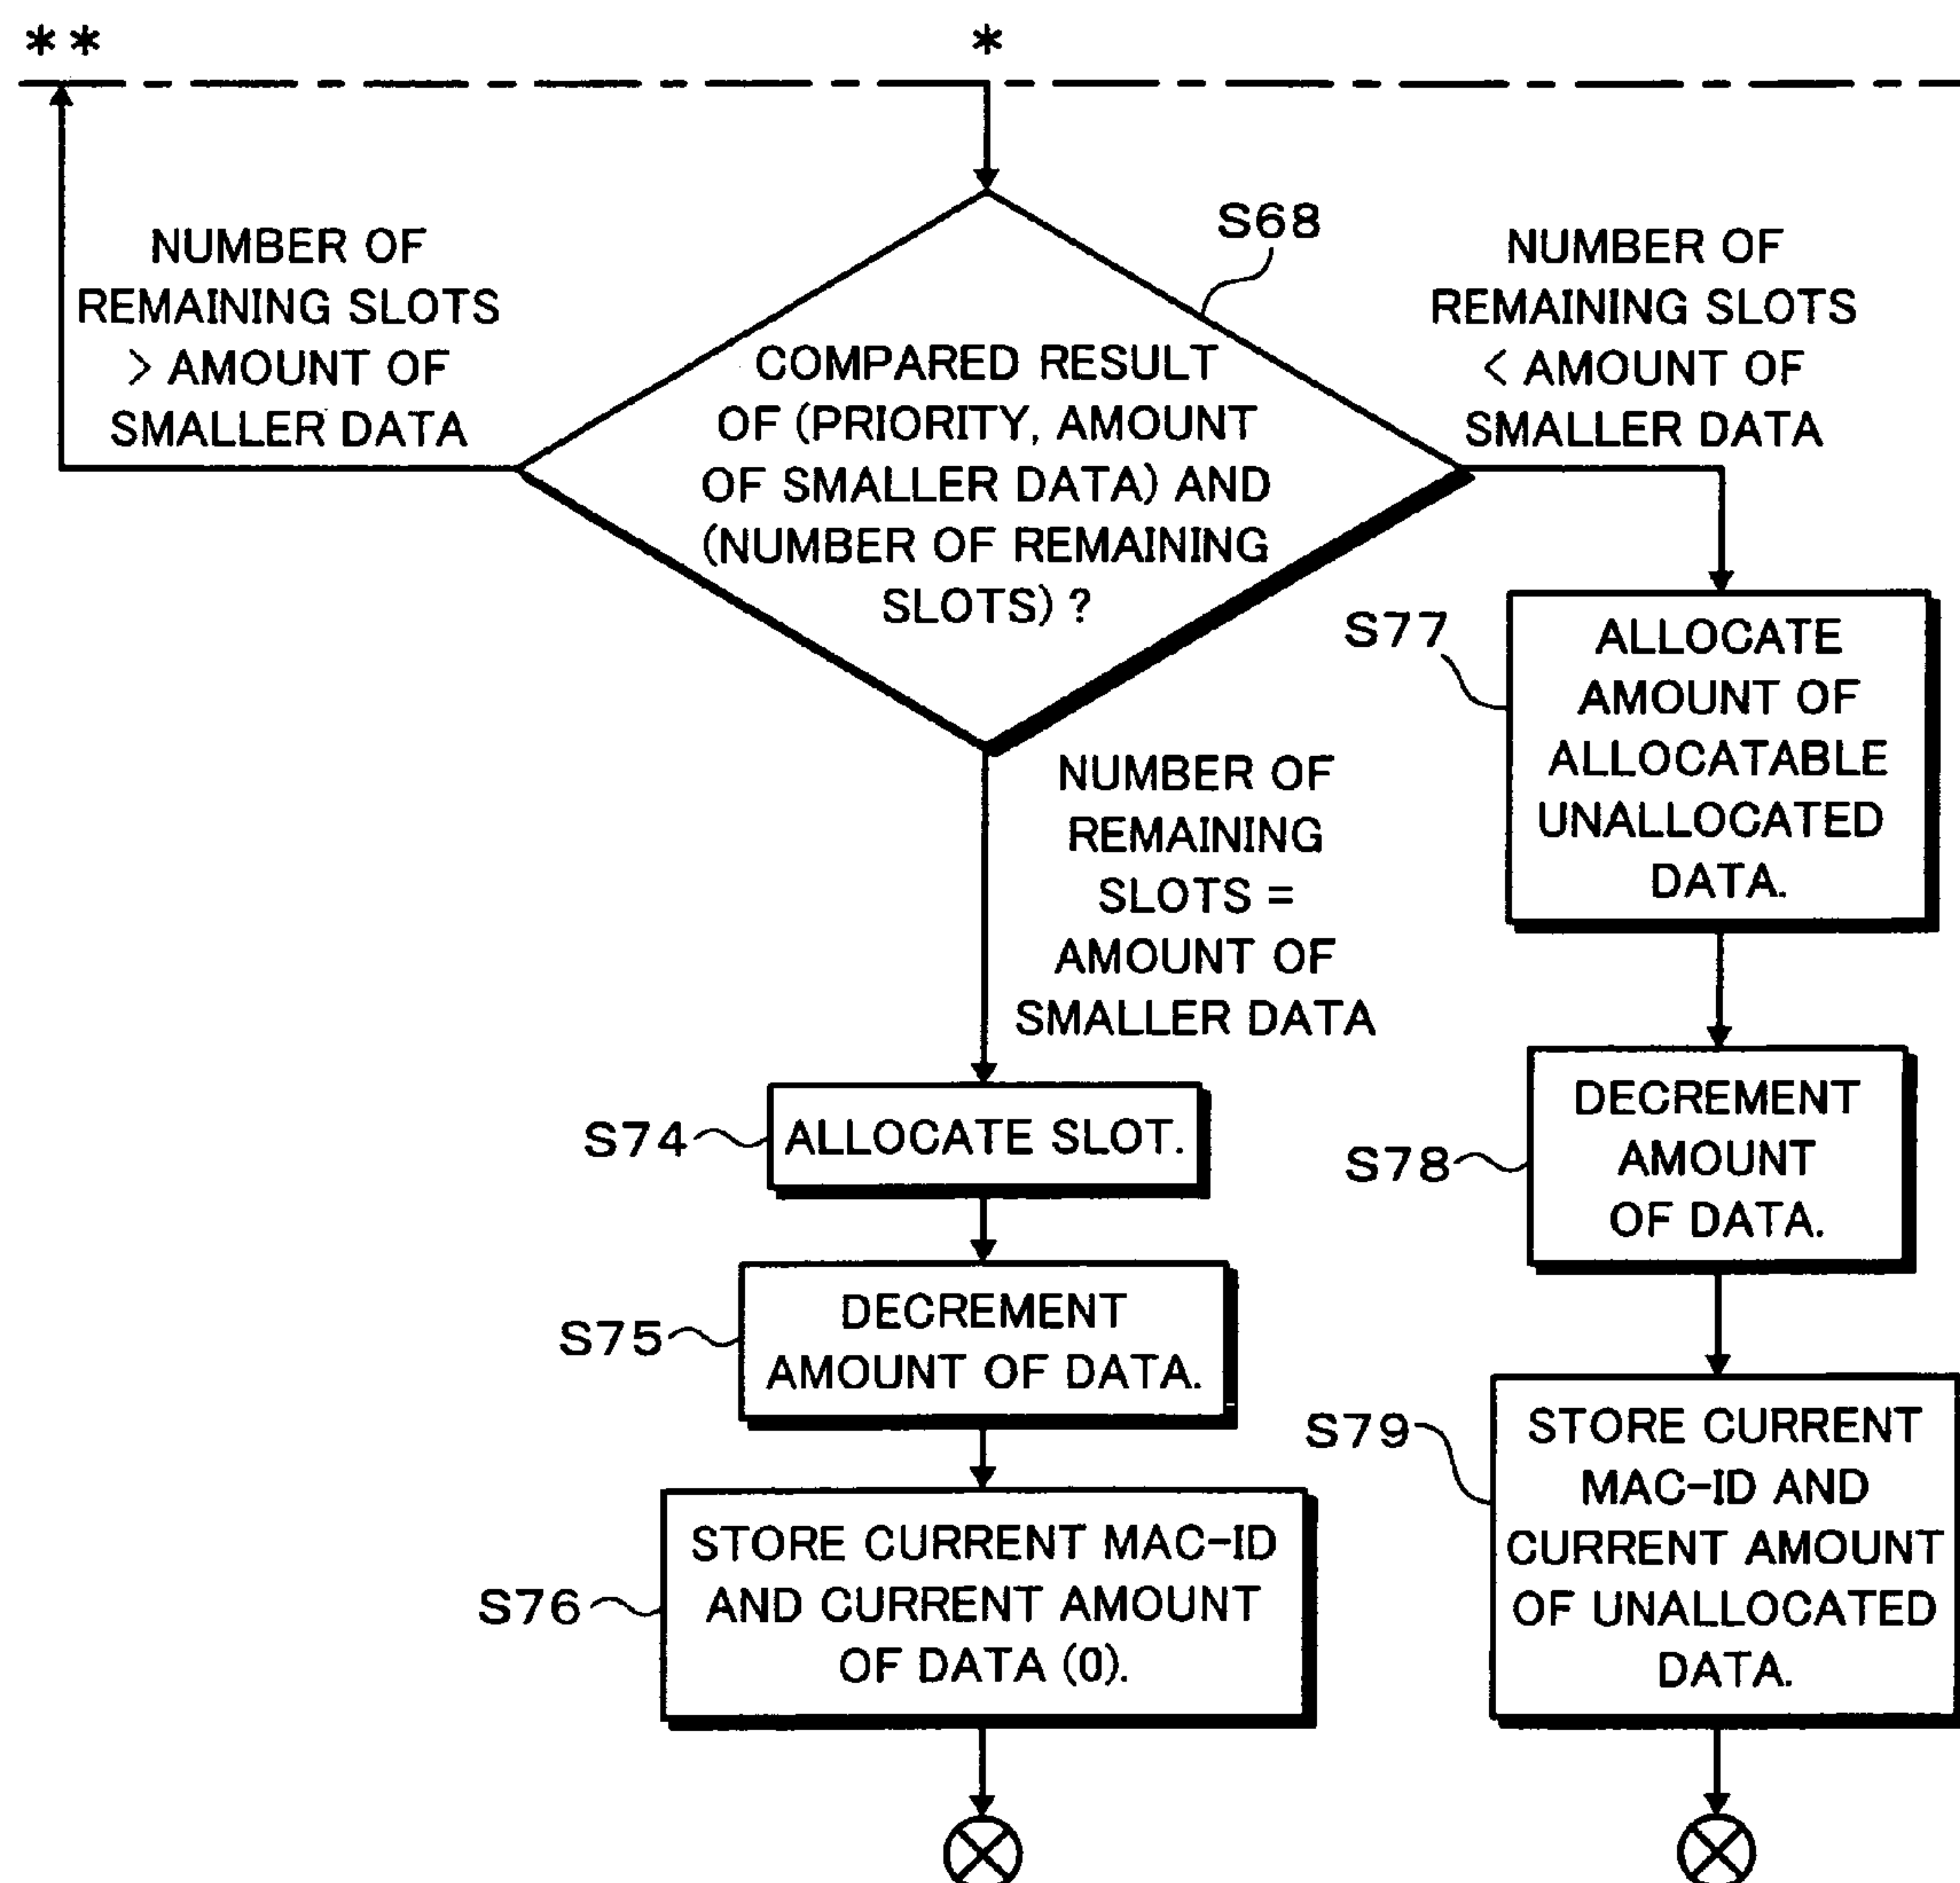 **
*
NUMBER OF
REMAINING SLOTS
> AMOUNT OF
SMALLER DATA
S68
COMPARED RESULT
OF (PRIORITY, AMOUNT
OF SMALLER DATA) AND
(NUMBER OF REMAINING
SLOTS) ?
NUMBER OF
REMAINING SLOTS
< AMOUNT OF
SMALLER DATA
NUMBER OF
REMAINING
SLOTS =
AMOUNT OF
SMALLER DATA
S74
ALLOCATE SLOT.
S75
DECREMENT
AMOUNT OF DATA.
S76
STORE CURRENT MAC-ID
AND CURRENT AMOUNT
OF DATA (0).
S77
ALLOCATE
AMOUNT OF
ALLOCATABLE
UNALLOCATED
DATA.
S78
DECREMENT
AMOUNT
OF DATA.
S79
STORE CURRENT
MAC-ID AND
CURRENT AMOUNT
OF UNALLOCATED
DATA.